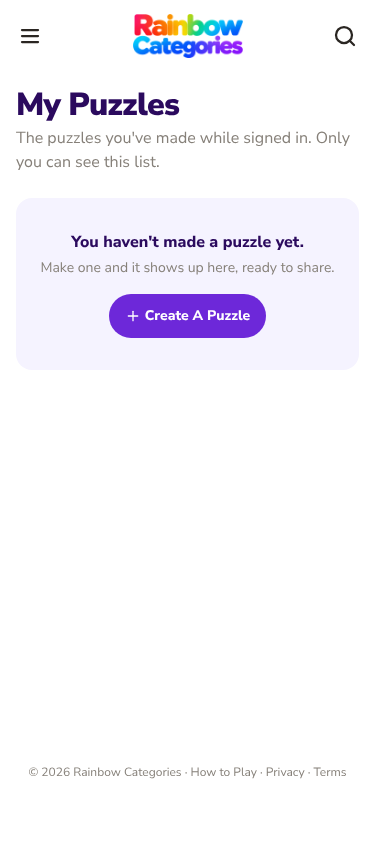 Rainbow
Categories
My Puzzles
The puzzles you've made while signed in. Only
you can see this list.
You haven't made a puzzle yet.
Make one and it shows up here, ready to share.
+ Create A Puzzle
© 2026 Rainbow Categories · How to Play · Privacy · Terms